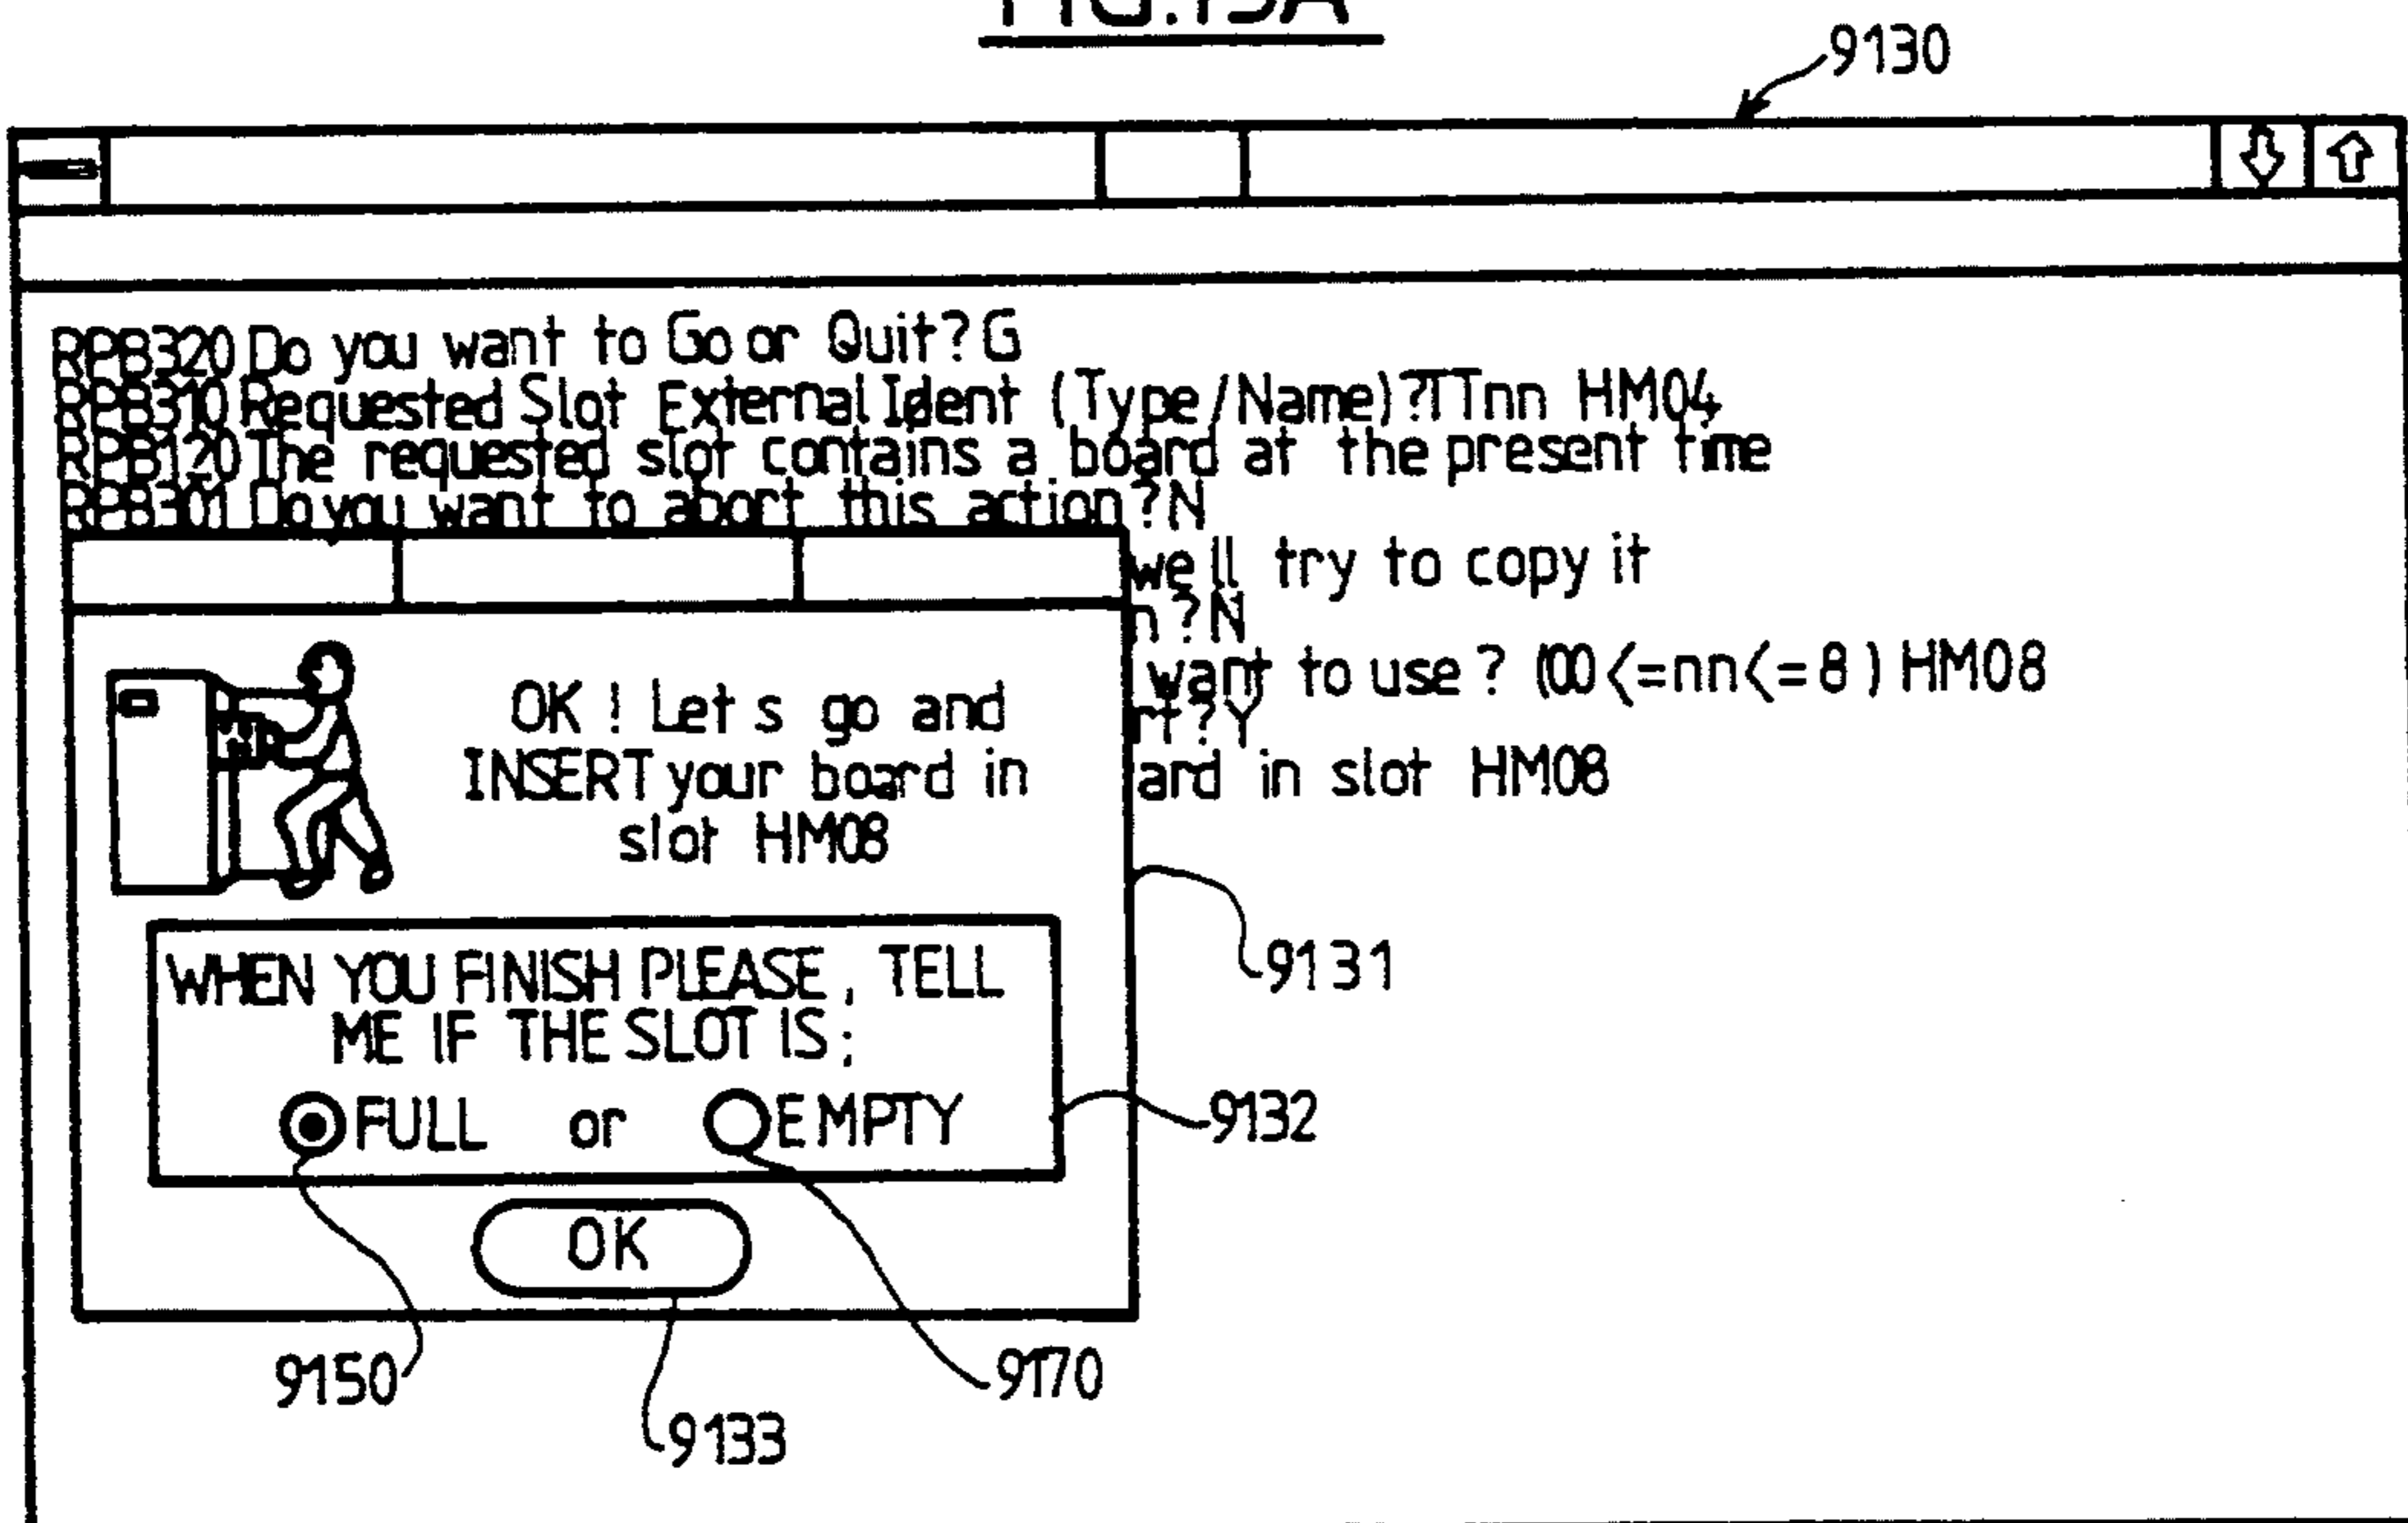 FIG.13A
9130
RPB320 Do you want to Go or Quit?G
RPB310 Requested Slot External Ident (Type/Name)?TTnn HM04
RPB120 The requested slot contains a board at the present time
RPB301 Do you want to abort this action?N
we ll try to copy it
n?N
want to use ? (00<=nn<=8) HM08
rt?Y
ard in slot HM08
OK ! Let s go and
INSERT your board in
slot HM08
9131
WHEN YOU FINISH PLEASE, TELL
ME IF THE SLOT IS :
FULL or EMPTY
9132
OK
9150
9170
9133